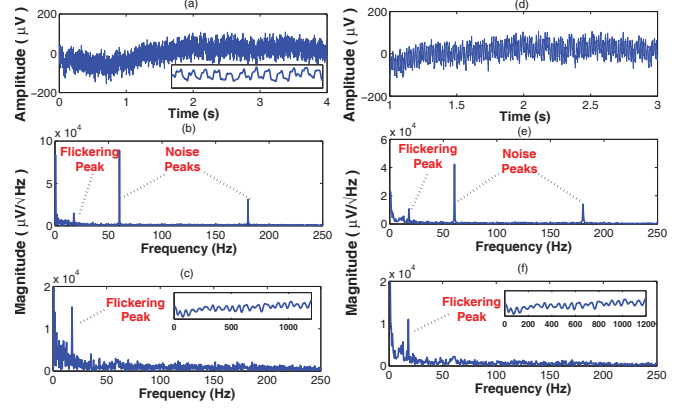 (a)
Amplitude ( μV )
200
0
−200
0 1 2 3 4
Time (s)
(b)
x 10^4
10
5
0
Flickering
Peak
Noise
Peaks
0 50 100 150 200 250
Frequency (Hz)
Magnitude ( μV/√Hz )
(c)
x 10^4
2
1
0
Flickering
Peak
0 500 1000
0 50 100 150 200 250
Frequency (Hz)
(d)
Amplitude ( μV )
200
0
−200
1 1.5 2 2.5 3
Time (s)
(e)
x 10^4
6
4
2
0
Flickering
Peak
Noise
Peaks
0 50 100 150 200 250
Frequency (Hz)
Magnitude ( μV/√Hz )
(f)
x 10^4
2
1
0
Flickering
Peak
0 200 400 600 800 1000 1200
0 50 100 150 200 250
Frequency (Hz)